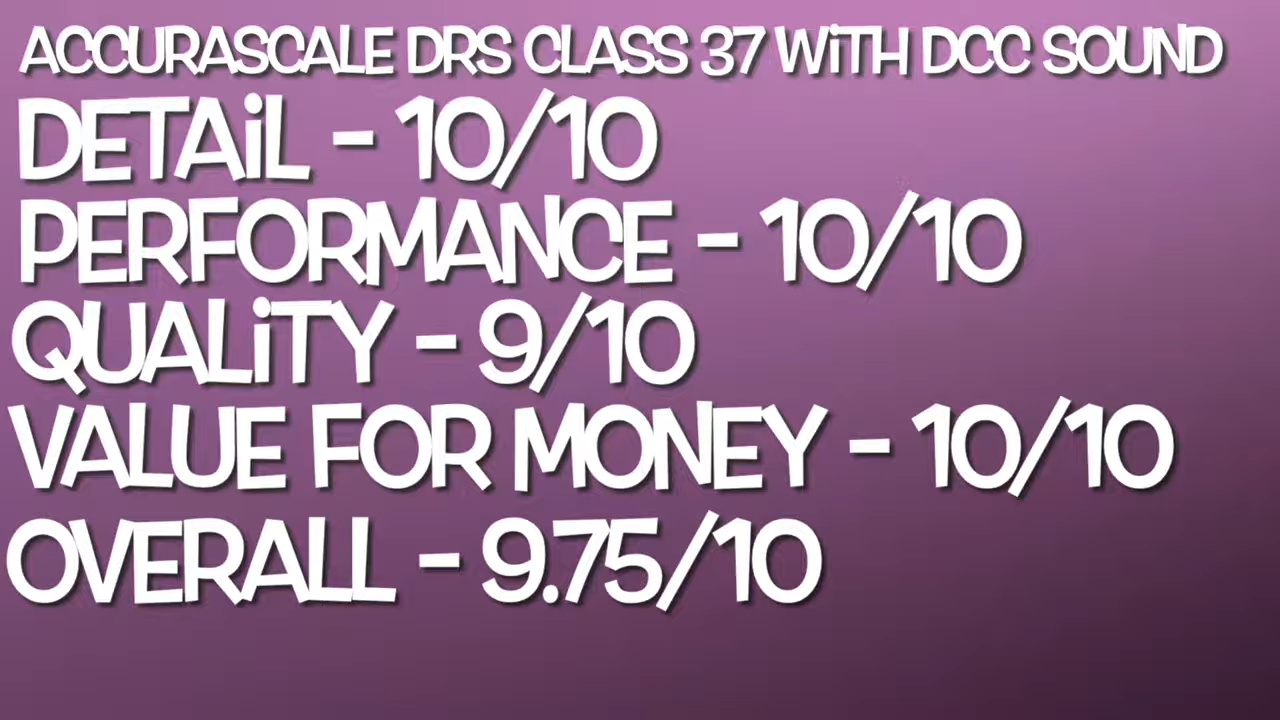 ACCURASCALE DRS CLASS 37 WiTH DCC SOUND
DETAiL - 10/10
PERFORMANCE - 10/10
QUALiTY - 9/10
VALUE FOR MONEY - 10/10
OVERALL - 9.75/10